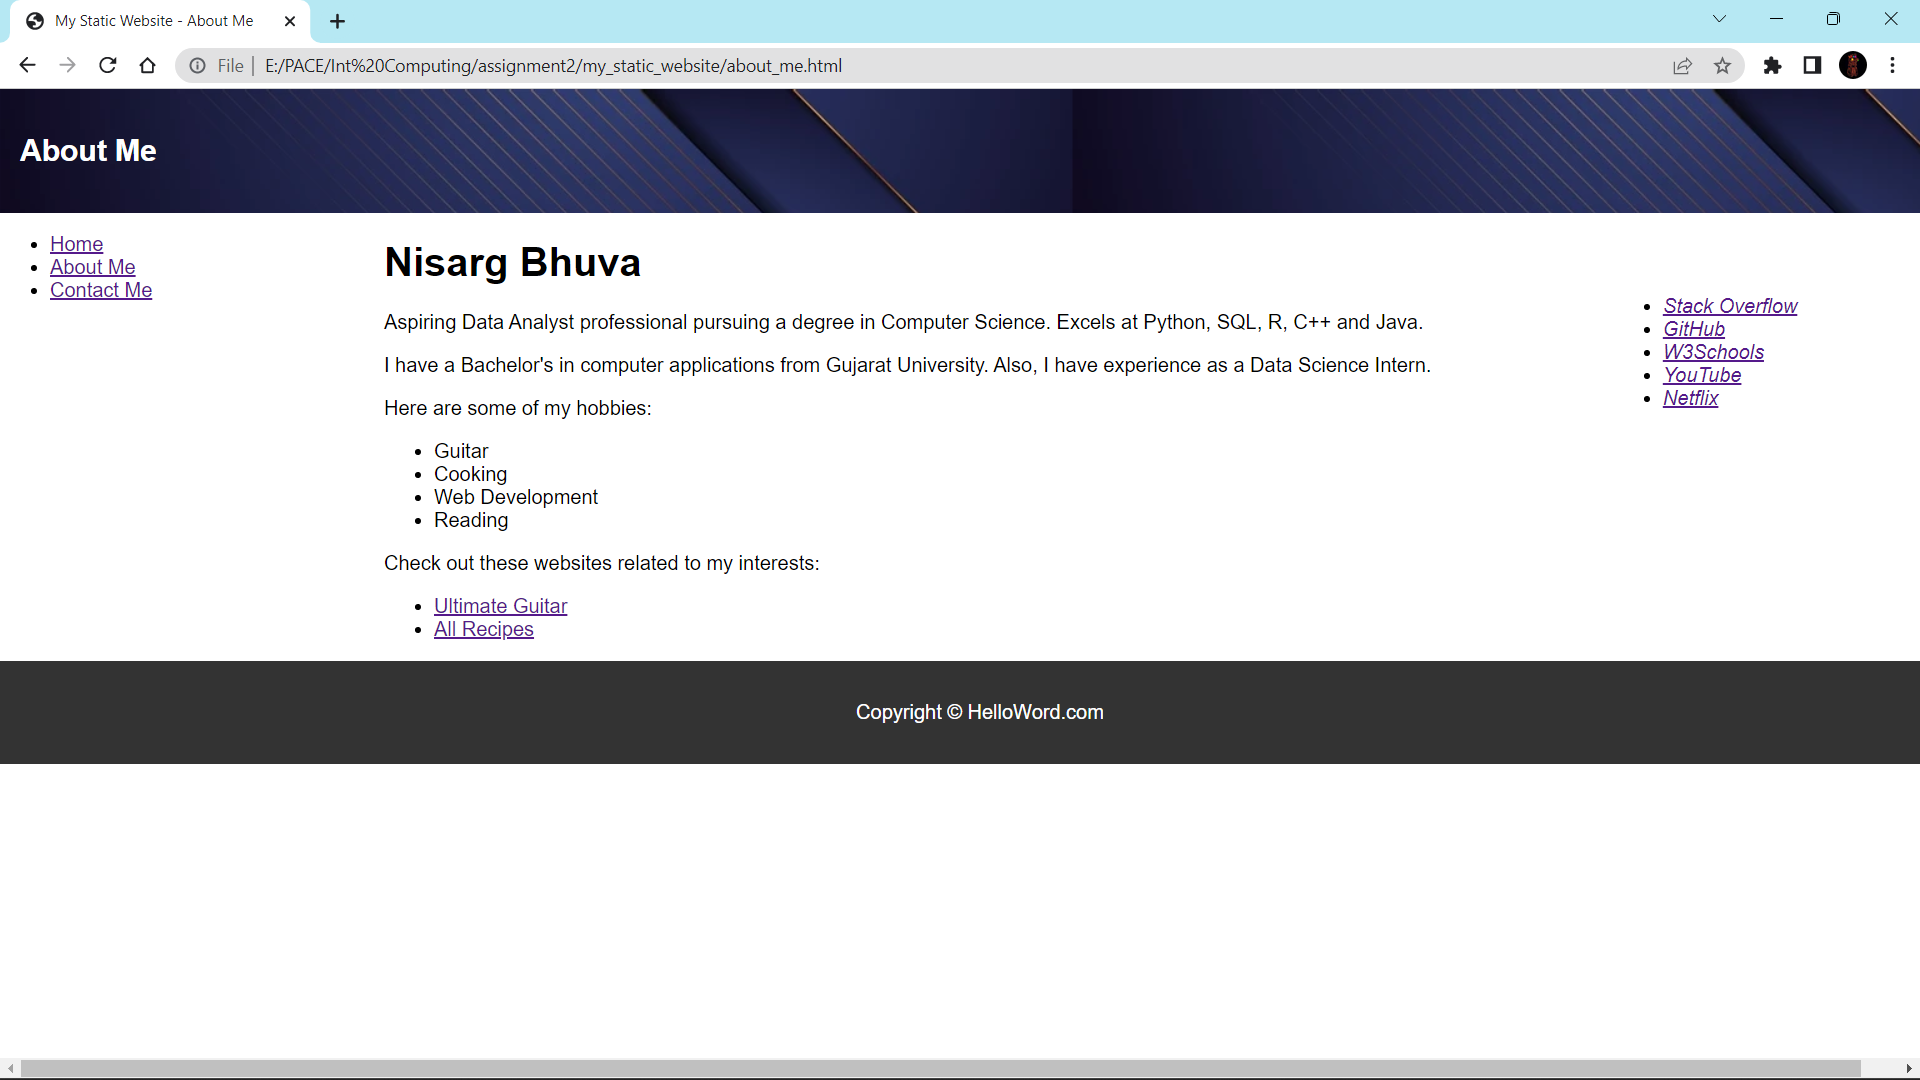 My Static Website - About Me
File | E:/PACE/Int%20Computing/assignment2/my_static_website/about_me.html
About Me
Home
About Me
Contact Me
Nisarg Bhuva
Aspiring Data Analyst professional pursuing a degree in Computer Science. Excels at Python, SQL, R, C++ and Java.
I have a Bachelor's in computer applications from Gujarat University. Also, I have experience as a Data Science Intern.
Here are some of my hobbies:
Guitar
Cooking
Web Development
Reading
Check out these websites related to my interests:
Ultimate Guitar
All Recipes
Stack Overflow
GitHub
W3Schools
YouTube
Netflix
Copyright © HelloWord.com